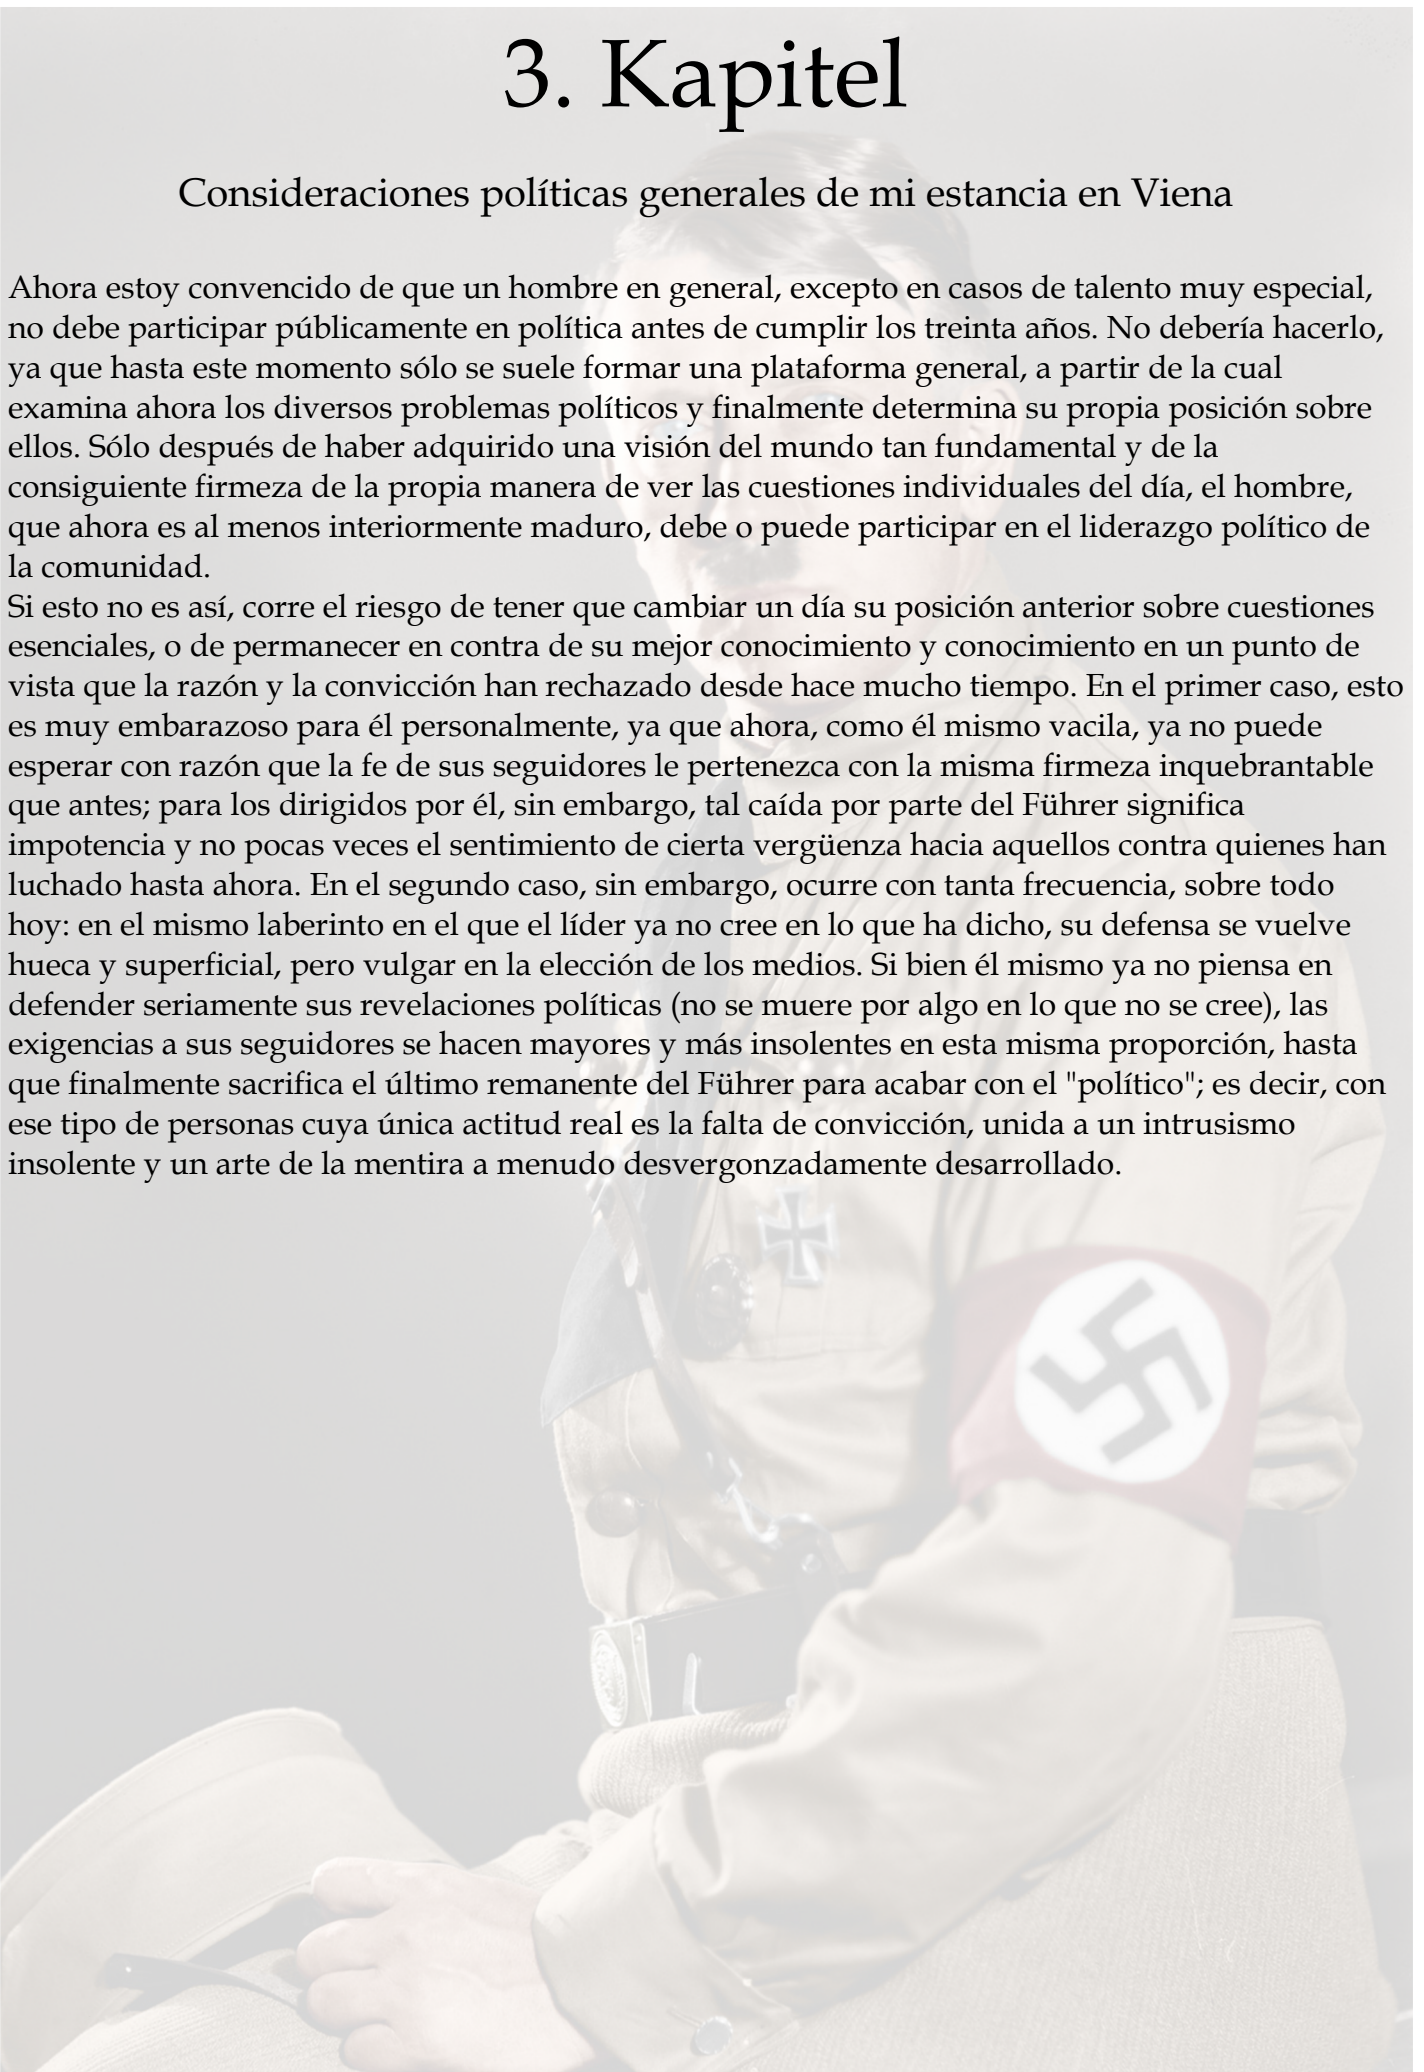 3. Kapitel
Consideraciones políticas generales de mi estancia en Viena
Ahora estoy convencido de que un hombre en general, excepto en casos de talento muy especial,
no debe participar públicamente en política antes de cumplir los treinta años. No debería hacerlo,
ya que hasta este momento sólo se suele formar una plataforma general, a partir de la cual
examina ahora los diversos problemas políticos y finalmente determina su propia posición sobre
ellos. Sólo después de haber adquirido una visión del mundo tan fundamental y de la
consiguiente firmeza de la propia manera de ver las cuestiones individuales del día, el hombre,
que ahora es al menos interiormente maduro, debe o puede participar en el liderazgo político de
la comunidad.
Si esto no es así, corre el riesgo de tener que cambiar un día su posición anterior sobre cuestiones
esenciales, o de permanecer en contra de su mejor conocimiento y conocimiento en un punto de
vista que la razón y la convicción han rechazado desde hace mucho tiempo. En el primer caso, esto
es muy embarazoso para él personalmente, ya que ahora, como él mismo vacila, ya no puede
esperar con razón que la fe de sus seguidores le pertenezca con la misma firmeza inquebrantable
que antes; para los dirigidos por él, sin embargo, tal caída por parte del Führer significa
impotencia y no pocas veces el sentimiento de cierta vergüenza hacia aquellos contra quienes han
luchado hasta ahora. En el segundo caso, sin embargo, ocurre con tanta frecuencia, sobre todo
hoy: en el mismo laberinto en el que el líder ya no cree en lo que ha dicho, su defensa se vuelve
hueca y superficial, pero vulgar en la elección de los medios. Si bien él mismo ya no piensa en
defender seriamente sus revelaciones políticas (no se muere por algo en lo que no se cree), las
exigencias a sus seguidores se hacen mayores y más insolentes en esta misma proporción, hasta
que finalmente sacrifica el último remanente del Führer para acabar con el "político"; es decir, con
ese tipo de personas cuya única actitud real es la falta de convicción, unida a un intrusismo
insolente y un arte de la mentira a menudo desvergonzadamente desarrollado.